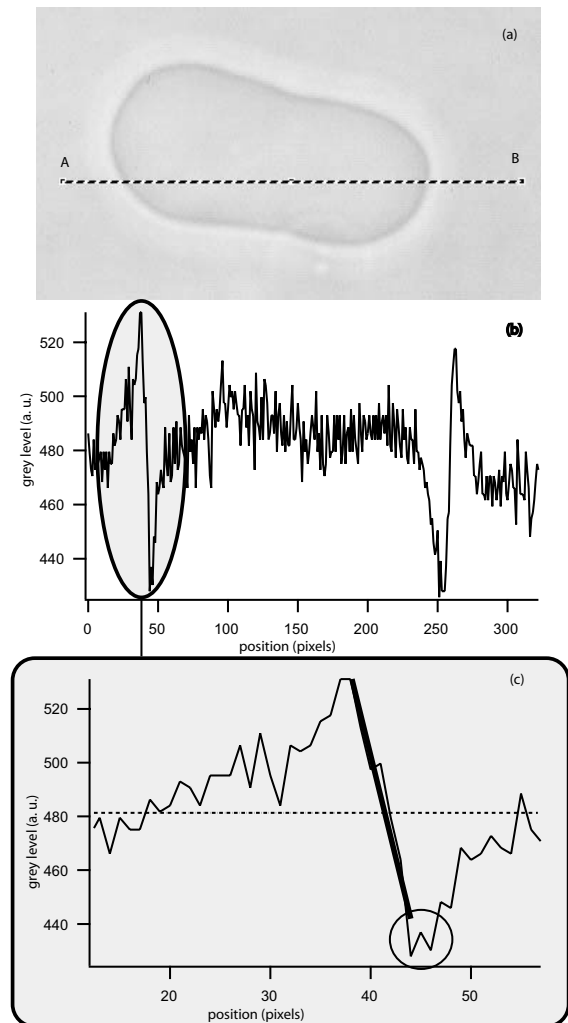 (a)
A
B
(b)
520
500
480
460
440
grey level (a. u.)
0 50 100 150 200 250 300
position (pixels)
(c)
520
500
480
460
440
grey level (a. u.)
20 30 40 50
position (pixels)